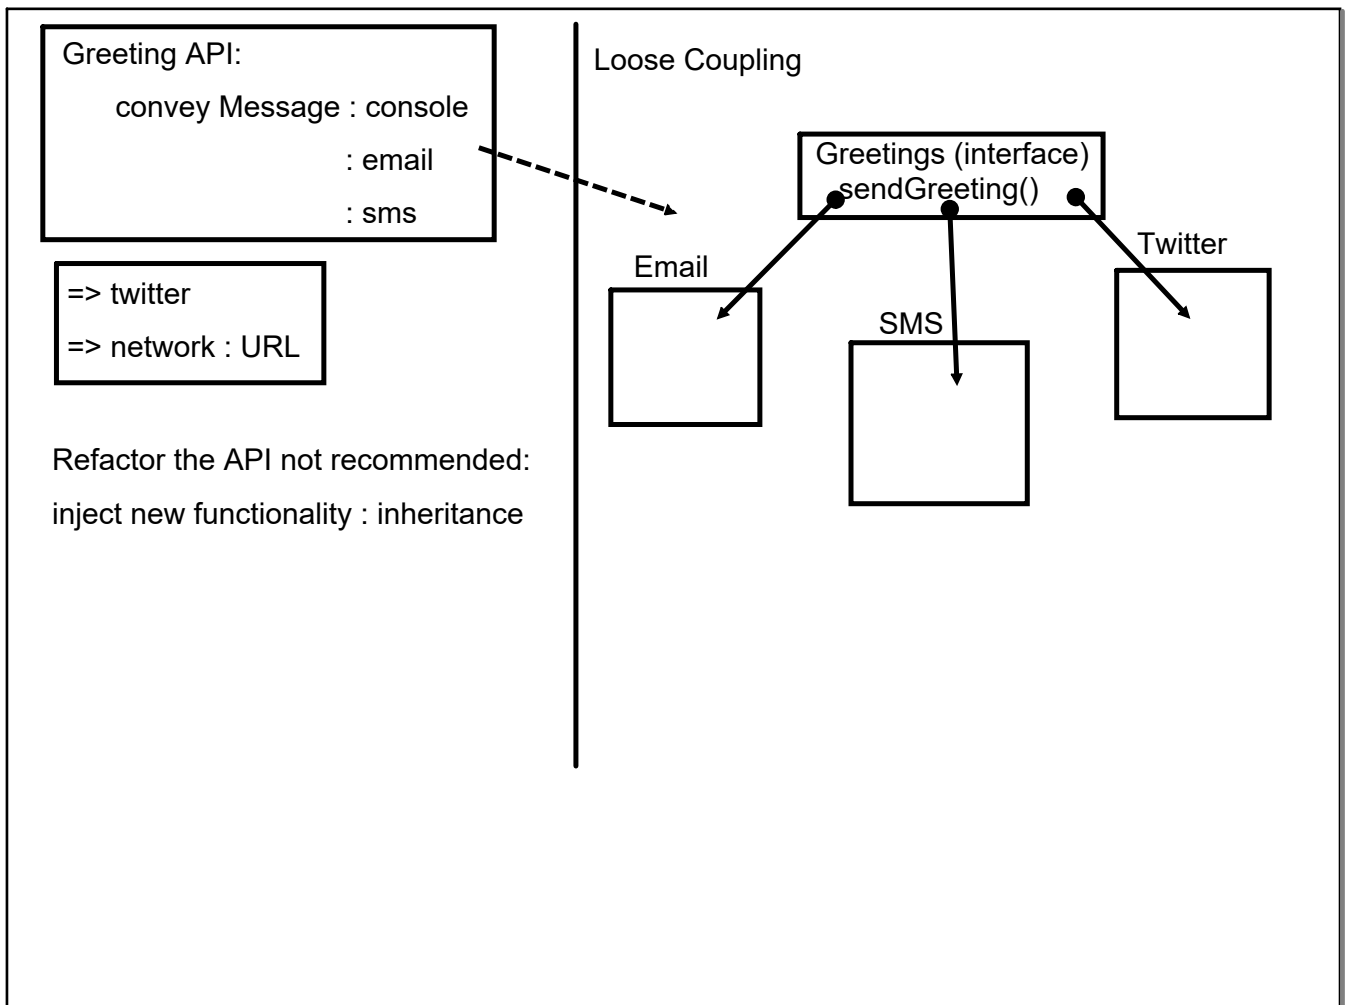 Greeting API:
convey Message : console
: email
: sms
=> twitter
=> network : URL
Refactor the API not recommended:
inject new functionality : inheritance
Loose Coupling
Greetings (interface)
sendGreeting()
Email
SMS
Twitter